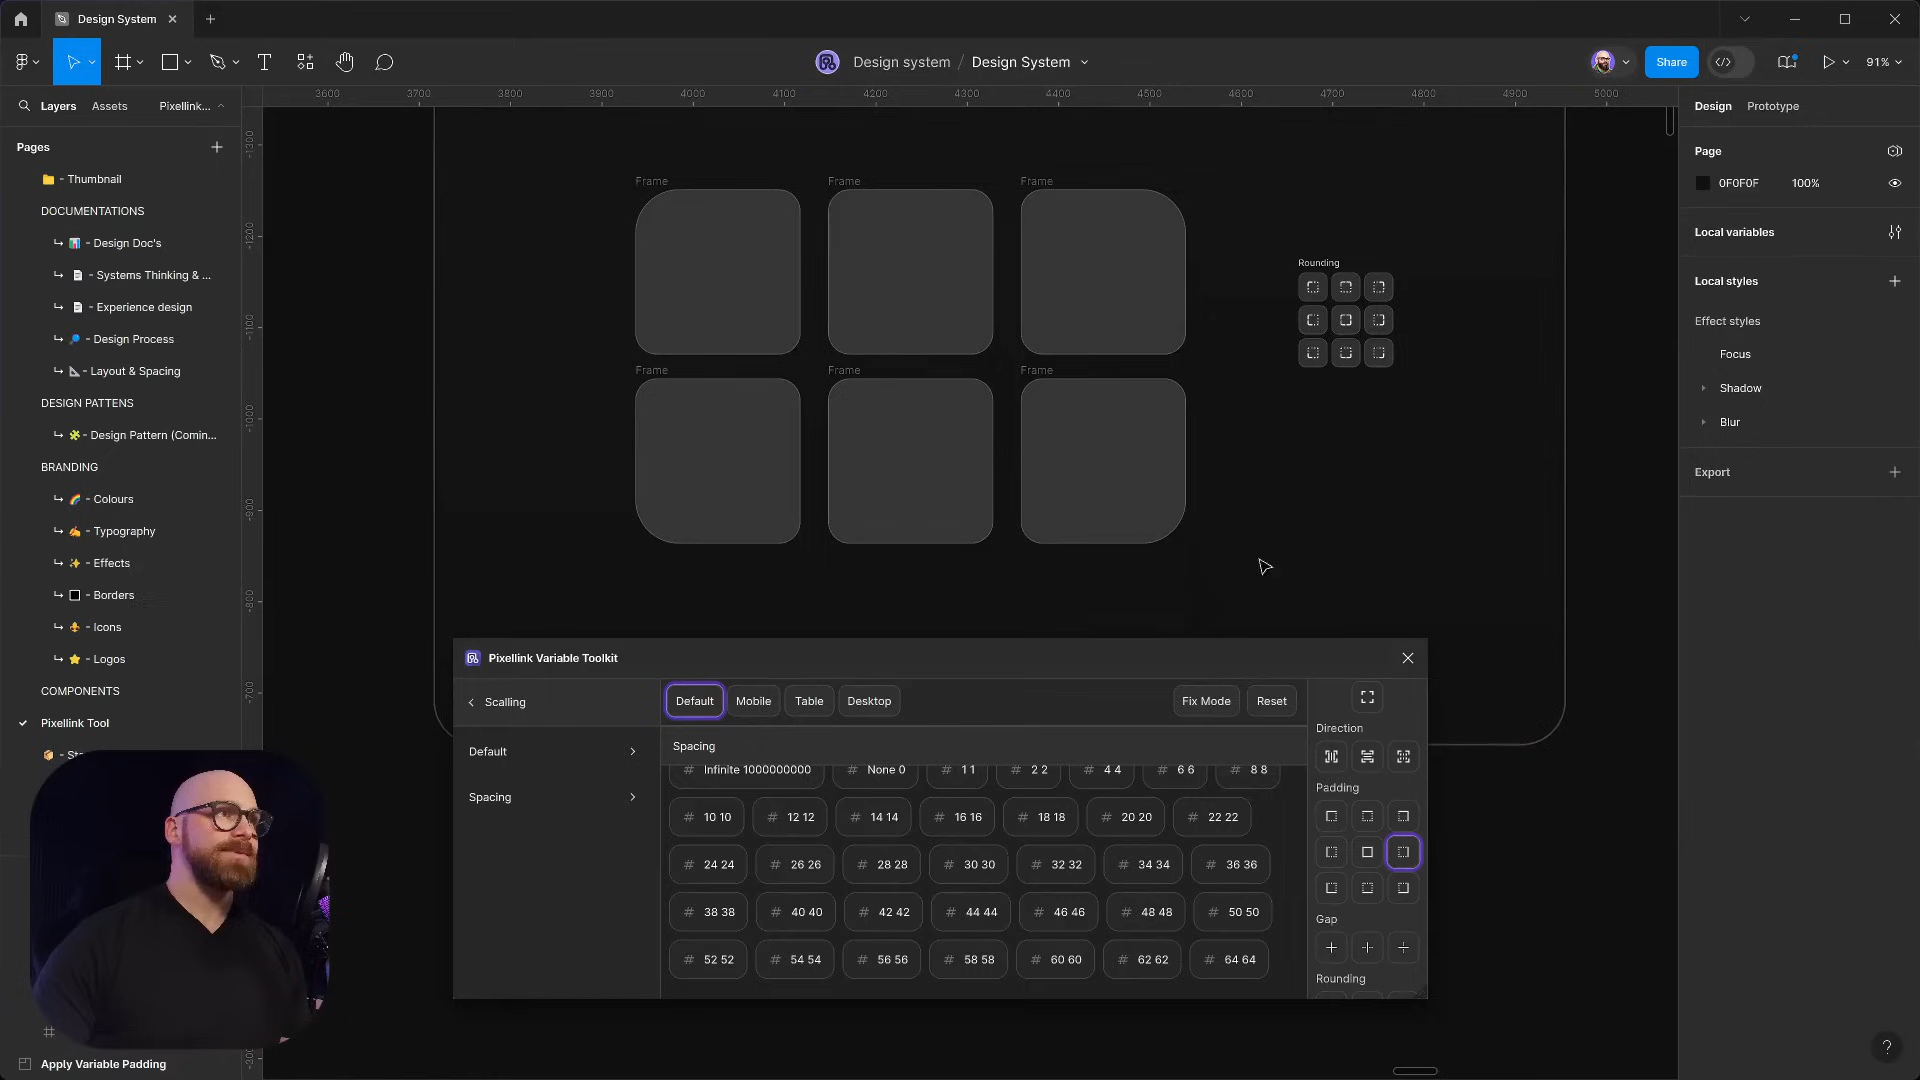 Design System
Design system / Design System
Share
91%
Layers
Assets
Pixellink...
3600
3700
3800
3900
4000
4100
4200
4300
4400
4500
4600
4700
4800
4900
5000
Design
Prototype
Pages
- Thumbnail
DOCUMENTATIONS
- Design Doc's
- Systems Thinking & ...
- Experience design
- Design Process
- Layout & Spacing
DESIGN PATTENS
- Design Pattern (Comin...
BRANDING
- Colours
- Typography
- Effects
- Borders
- Icons
- Logos
COMPONENTS
Pixellink Tool
Apply Variable Padding
-1300
-1200
-1100
-1000
-900
-800
-700
Frame
Frame
Frame
Frame
Frame
Frame
Rounding
Page
0F0F0F
100%
Local variables
Local styles
Effect styles
Focus
Shadow
Blur
Export
Pixellink Variable Toolkit
Scalling
Default
Mobile
Table
Desktop
Fix Mode
Reset
Default
Spacing
Spacing
# Infinite 1000000000
# None 0
# 1 1
# 2 2
# 4 4
# 6 6
# 8 8
# 10 10
# 12 12
# 14 14
# 16 16
# 18 18
# 20 20
# 22 22
# 24 24
# 26 26
# 28 28
# 30 30
# 32 32
# 34 34
# 36 36
# 38 38
# 40 40
# 42 42
# 44 44
# 46 46
# 48 48
# 50 50
# 52 52
# 54 54
# 56 56
# 58 58
# 60 60
# 62 62
# 64 64
Direction
Padding
Gap
Rounding
?